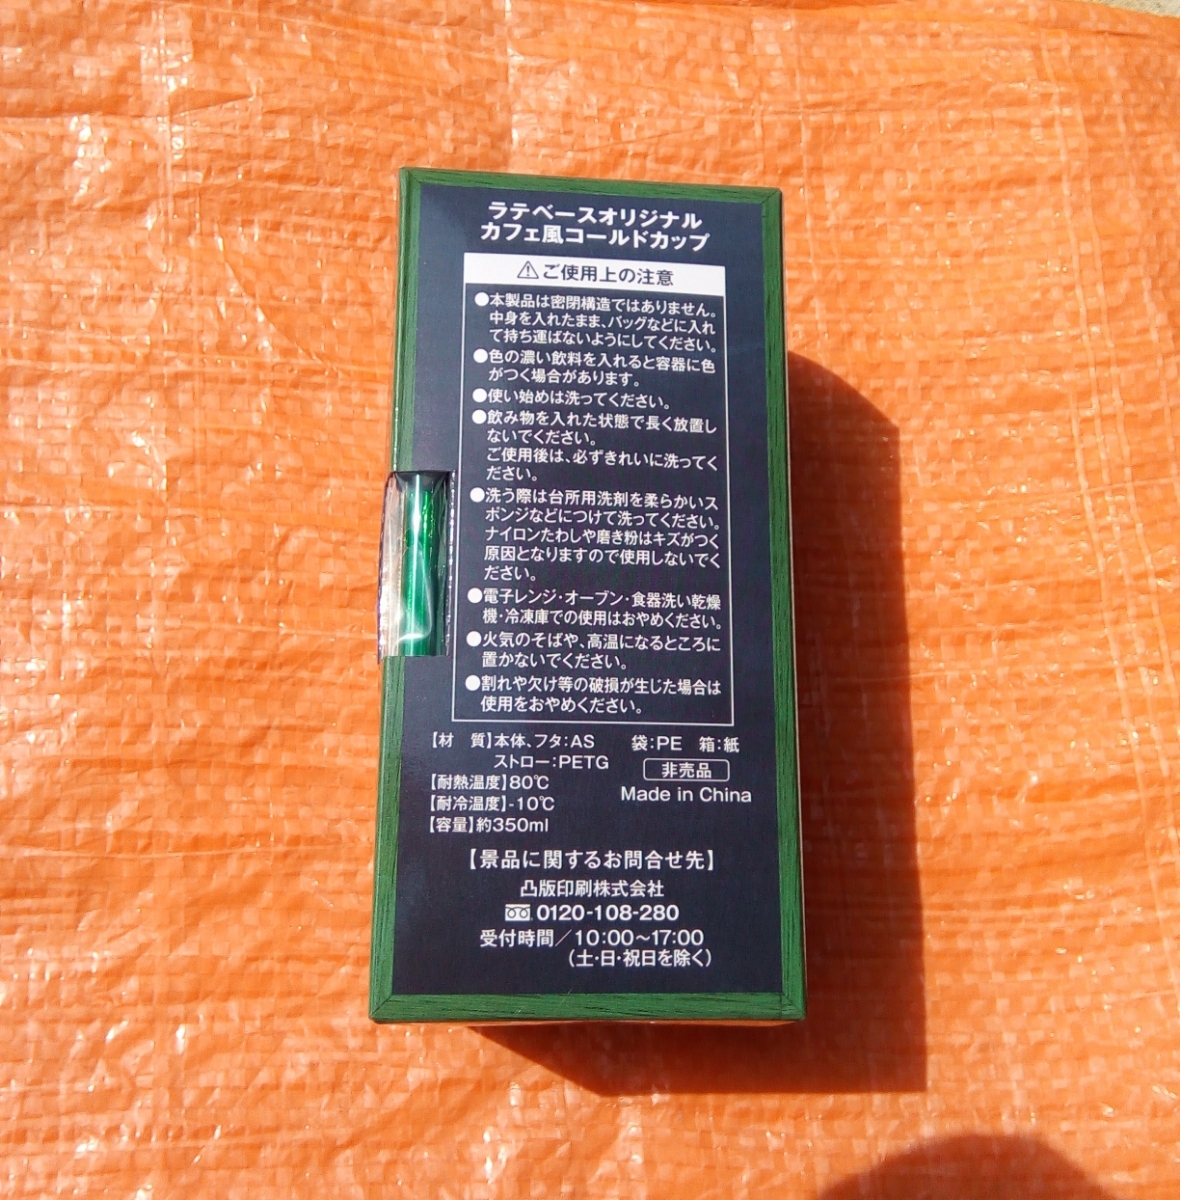 ラテベースオリジナル
カフェ風コールドカップ
⚠ご使用上の注意
●本製品は密閉構造ではありません。
中身を入れたまま、バッグなどに入れ
て持ち運ばないようにしてください。
●色の濃い飲料を入れると容器に色
がつく場合があります。
●使い始めは洗ってください。
●飲み物を入れた状態で長く放置し
ないでください。
ご使用後は、必ずきれいに洗ってく
ださい。
●洗う際は台所用洗剤を柔らかいス
ポンジなどにつけて洗ってください。
ナイロンたわしや磨き粉はキズがつく
原因となりますので使用しないでく
ださい。
●電子レンジ・オーブン・食器洗い乾燥
機・冷凍庫での使用はおやめください。
●火気のそばや、高温になるところに
置かないでください。
●割れや欠け等の破損が生じた場合は
使用をおやめください。
【材　質】本体、フタ:AS　袋:PE　箱:紙
ストロー:PETG　非売品
【耐熱温度】80℃
Made in China
【耐冷温度】-10℃
【容量】約350ml
【景品に関するお問合せ先】
凸版印刷株式会社
0120-108-280
受付時間／10:00～17:00
（土・日・祝日を除く）